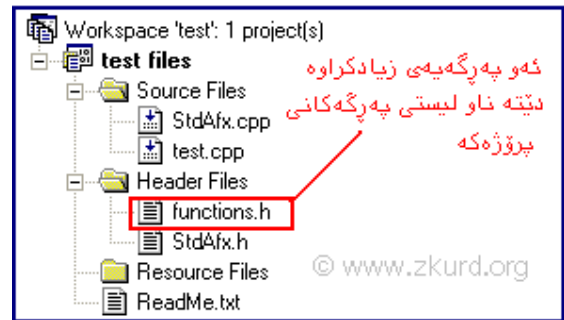 Workspace 'test': 1 project(s)
test files
Source Files
StdAfx.cpp
test.cpp
Header Files
functions.h
StdAfx.h
Resource Files
ReadMe.txt
ئەو پەڕگەیەی زیادکراوە
دێتە ناو لیستی پەڕگەکانی
پرۆژەکە
© www.zkurd.org